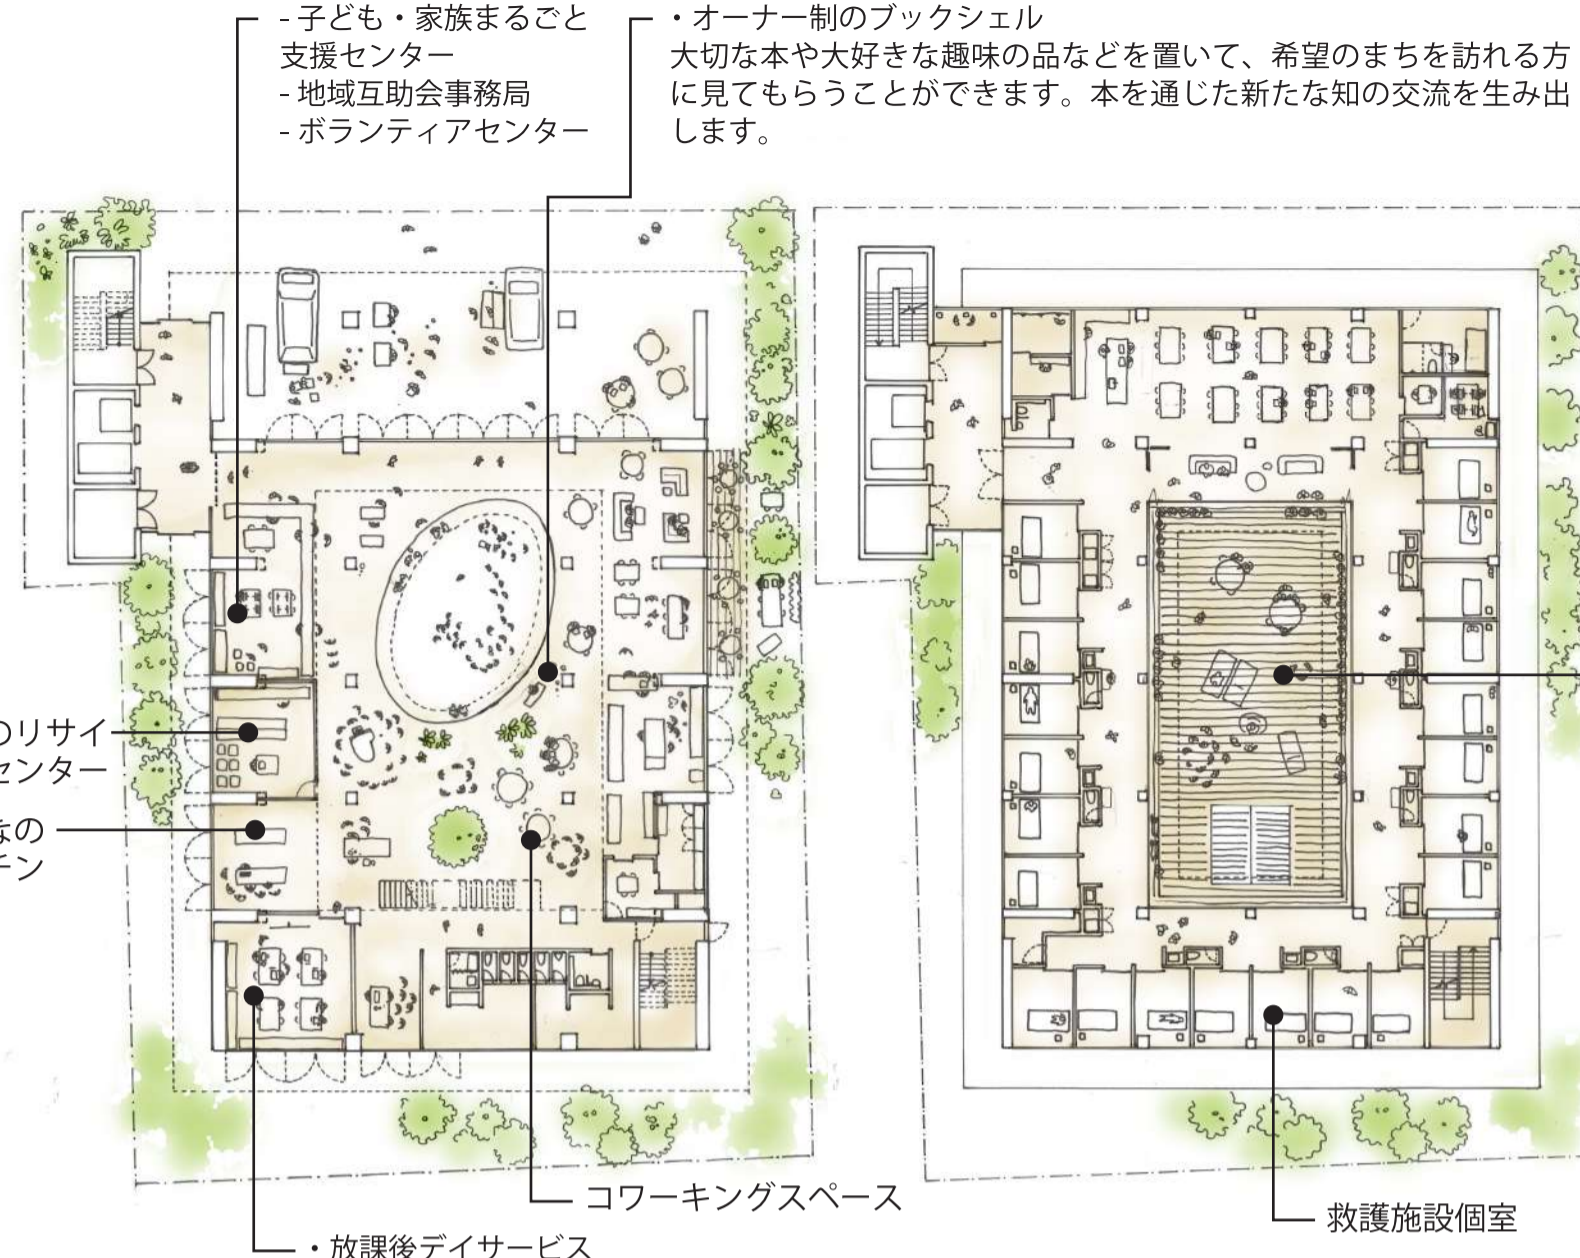 - 子ども・家族まるごと
支援センター
- 地域互助会事務局
- ボランティアセンター
・オーナー制のブックシェル
大切な本や大好きな趣味の品などを置いて、希望のまちを訪れる方
に見てもらうことができます。本を通じた新たな知の交流を生み出
します。
のリサイ
センター
なの
チン
コワーキングスペース
・放課後デイサービス
救護施設個室